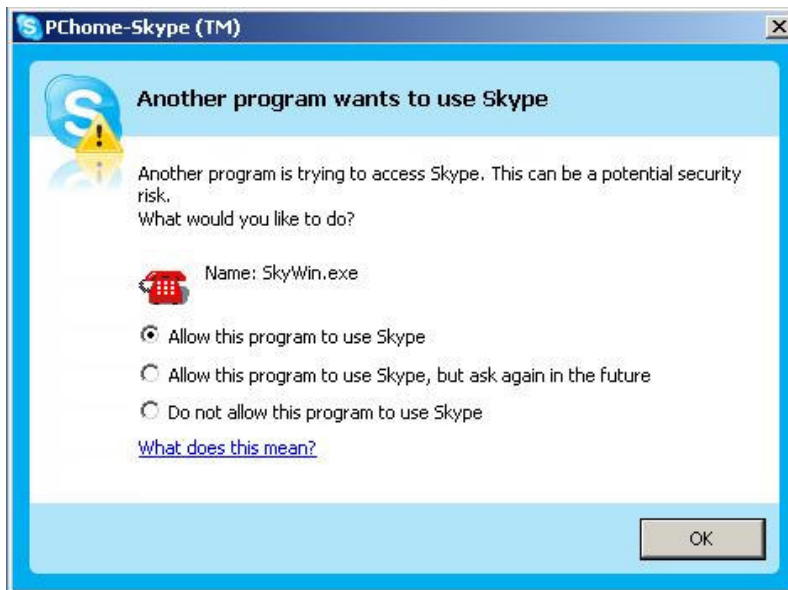 PChome-Skype (TM)
Another program wants to use Skype
Another program is trying to access Skype. This can be a potential security
risk.
What would you like to do?
Name: SkyWin.exe
Allow this program to use Skype
Allow this program to use Skype, but ask again in the future
Do not allow this program to use Skype
What does this mean?
OK